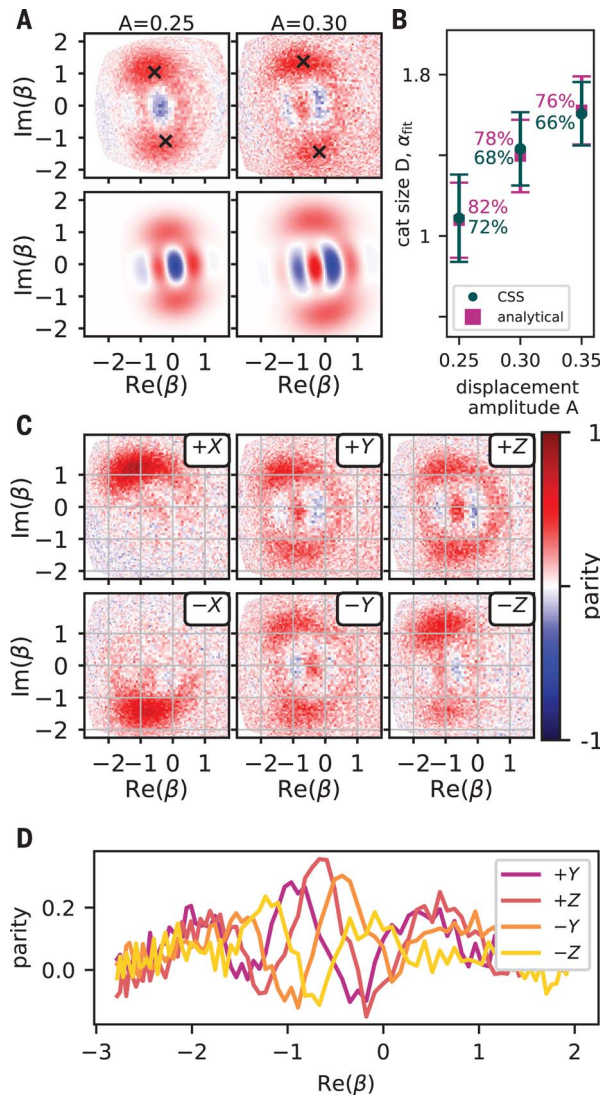 A
A=0.25
A=0.30
Im(β)
2
1
0
−1
−2
Im(β)
2
1
0
−1
−2
−2−1 0 1
−2−1 0 1
Re(β)
Re(β)
B
cat size D, αfit
1.8
1
82%
72%
78%
68%
76%
66%
CSS
analytical
0.25 0.30 0.35
displacement
amplitude A
C
Im(β)
1
0
−1
−2
+X
+Y
+Z
Im(β)
1
0
−1
−2
−X
−Y
−Z
−2−1 0 1
−2−1 0 1
−2−1 0 1
Re(β)
Re(β)
Re(β)
1
parity
-1
D
parity
0.2
0.0
+Y
+Z
−Y
−Z
−3 −2 −1 0 1 2
Re(β)